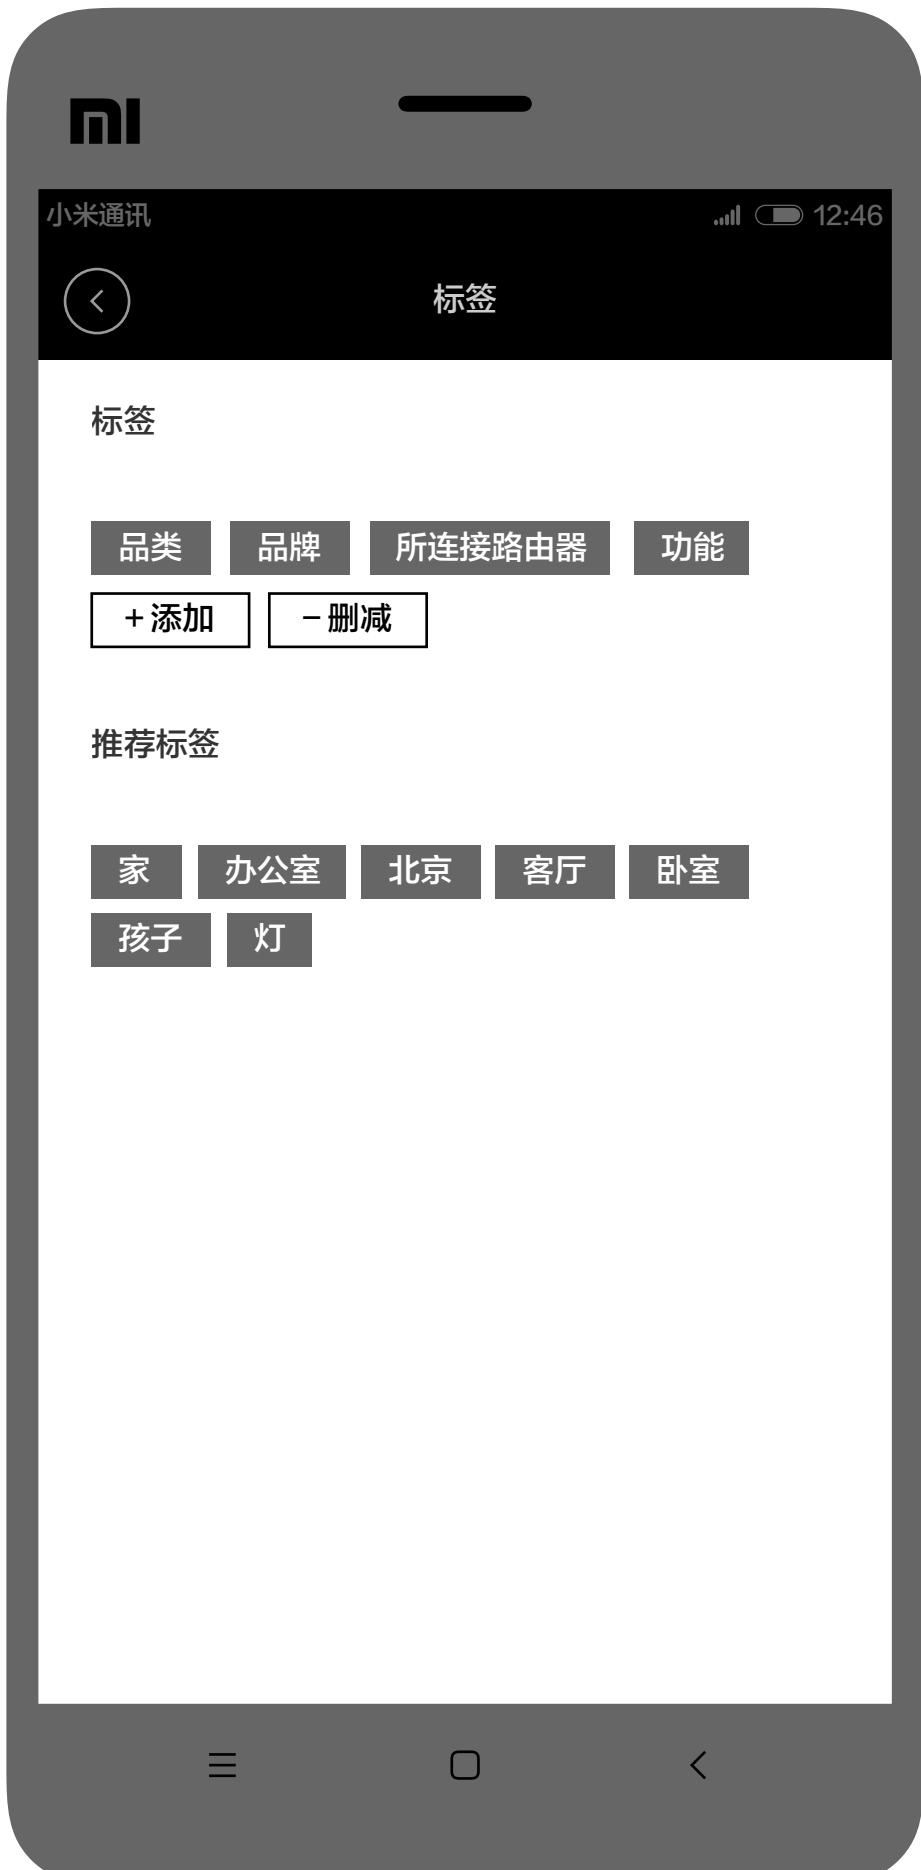 mi
小米通讯 12:46
标签
标签
品类 品牌 所连接路由器 功能
+添加 −删减
推荐标签
家 办公室 北京 客厅 卧室
孩子 灯